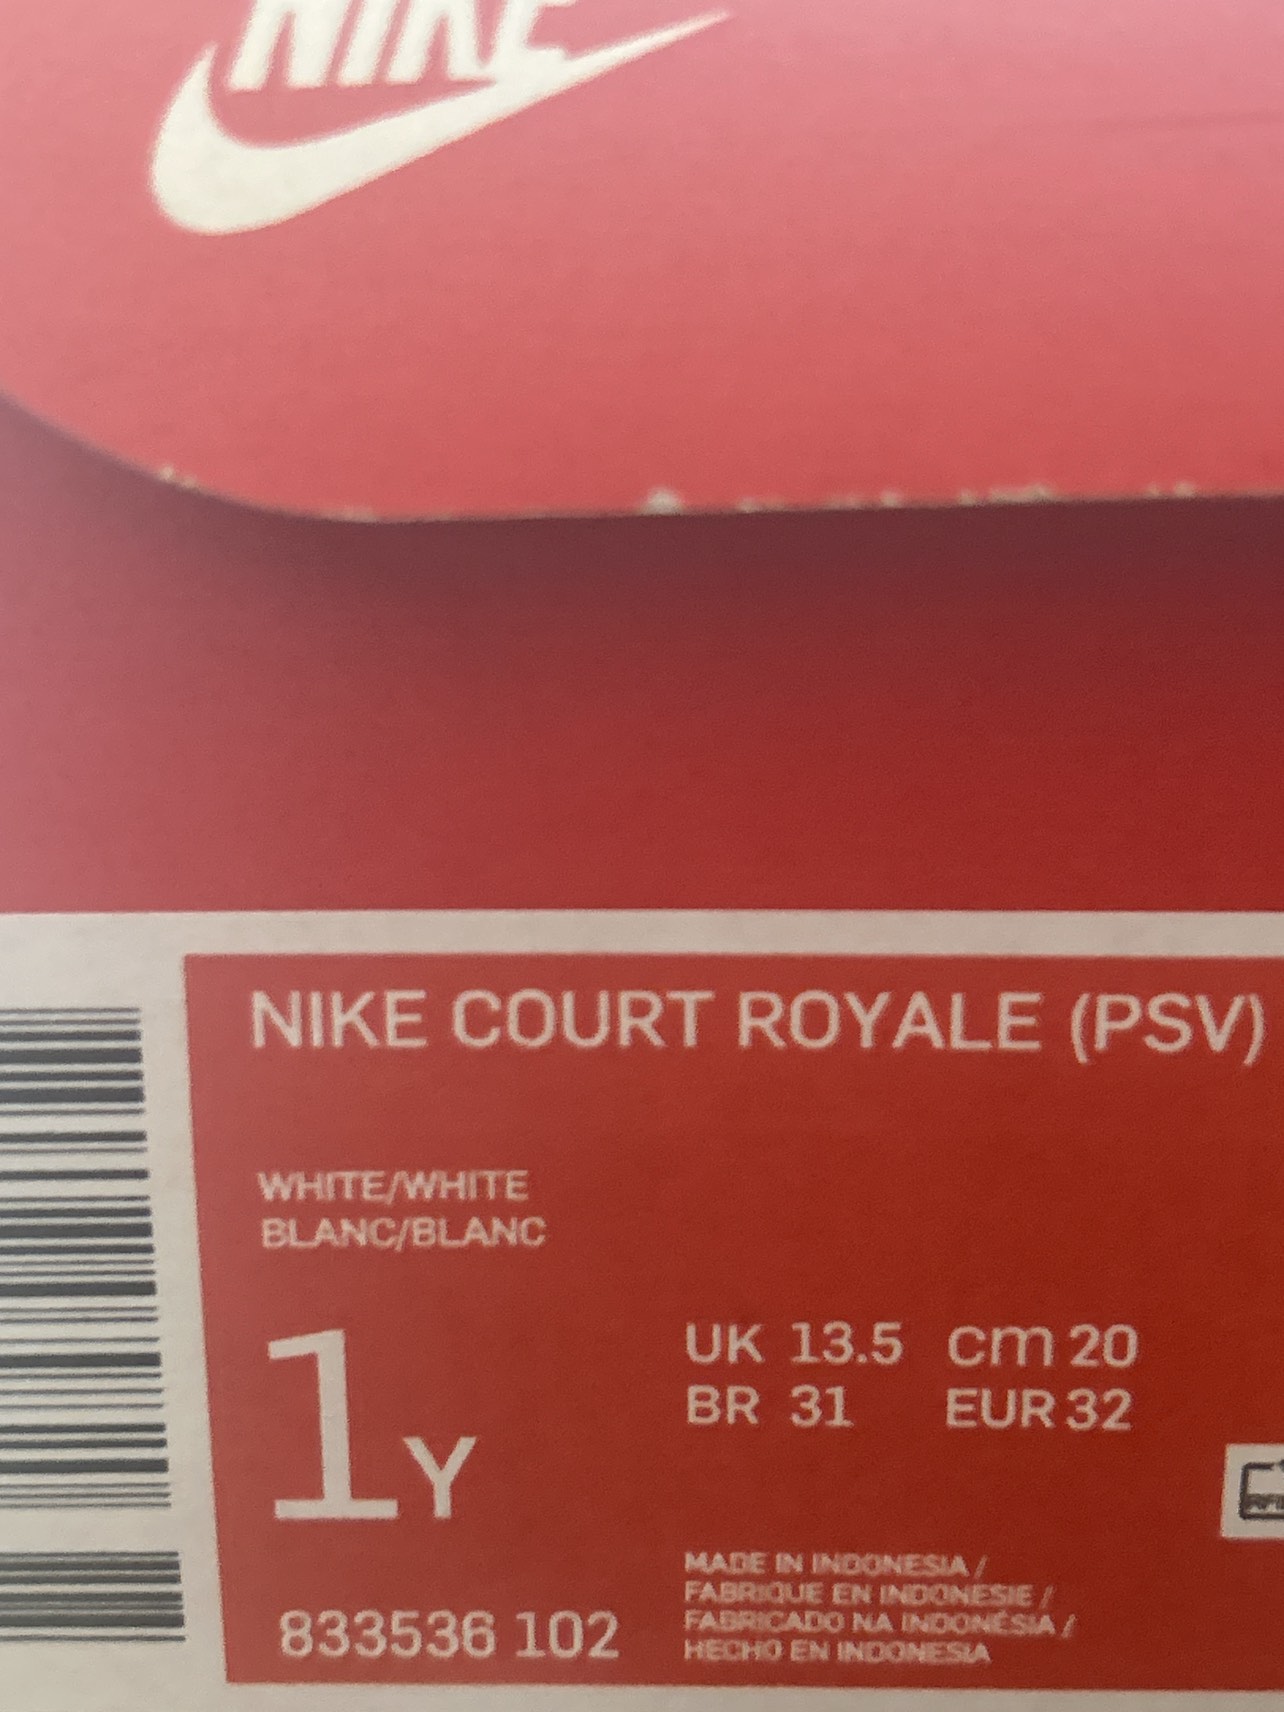 NIKE
NIKE COURT ROYALE (PSV)
WHITE/WHITE
BLANC/BLANC
1Y
UK 13.5 cm 20
BR 31 EUR 32
MADE IN INDONESIA /
FABRIQUE EN INDONESIE /
FABRICADO NA INDONÉSIA /
HECHO EN INDONESIA
833536 102